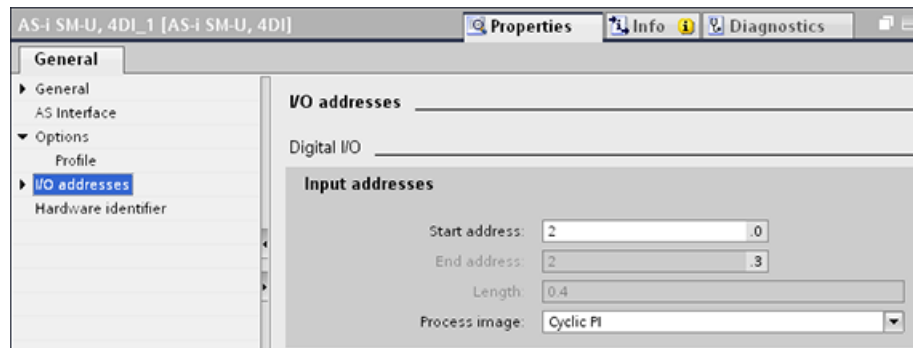 AS-i SM-U, 4DI_1 [AS-i SM-U, 4DI]
Properties
Info
Diagnostics
General
General
AS Interface
Options
Profile
I/O addresses
Hardware identifier
I/O addresses
Digital I/O
Input addresses
Start address: 2 .0
End address: 2 .3
Length: 0.4
Process image: Cyclic PI